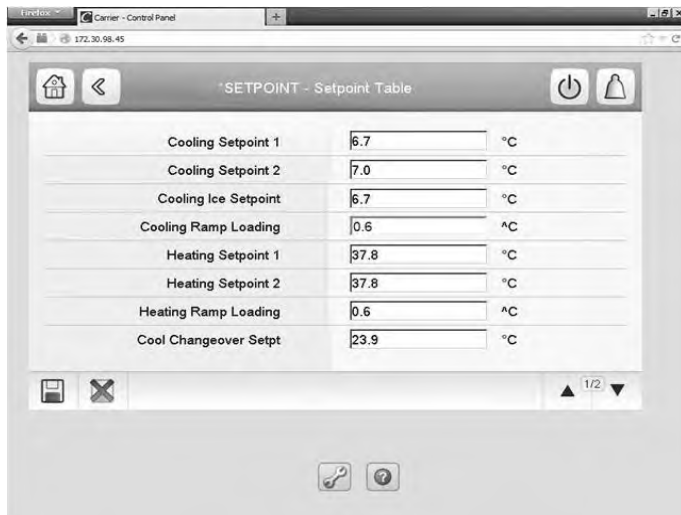 Firefox
Carrier - Control Panel
172.30.98.45
*SETPOINT - Setpoint Table
Cooling Setpoint 1 6.7 °C
Cooling Setpoint 2 7.0 °C
Cooling Ice Setpoint 6.7 °C
Cooling Ramp Loading 0.6 ^C
Heating Setpoint 1 37.8 °C
Heating Setpoint 2 37.8 °C
Heating Ramp Loading 0.6 ^C
Cool Changeover Setpt 23.9 °C
1/2